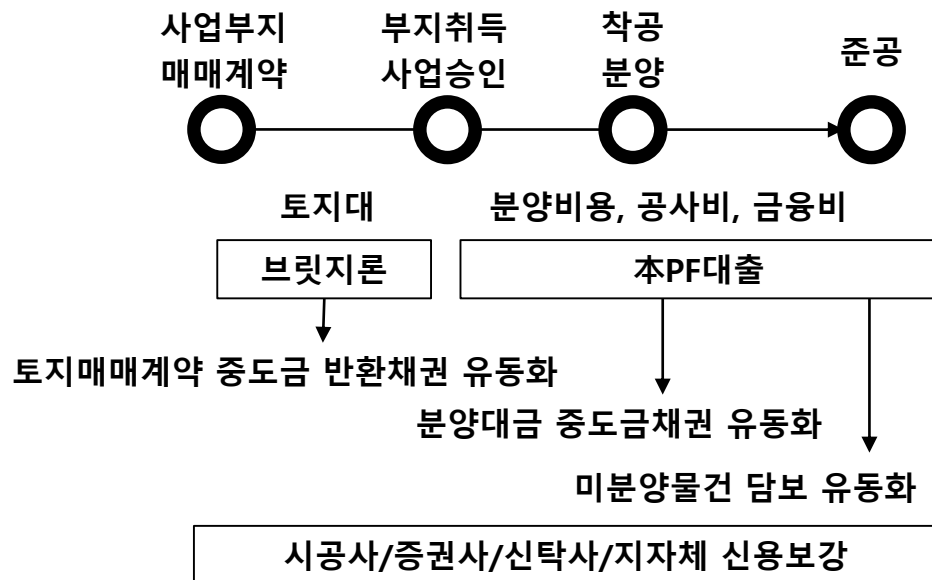 사업부지
매매계약
부지취득
사업승인
착공
분양
준공
토지대
분양비용, 공사비, 금융비
브릿지론
本PF대출
토지매매계약 중도금 반환채권 유동화
분양대금 중도금채권 유동화
미분양물건 담보 유동화
시공사/증권사/신탁사/지자체 신용보강